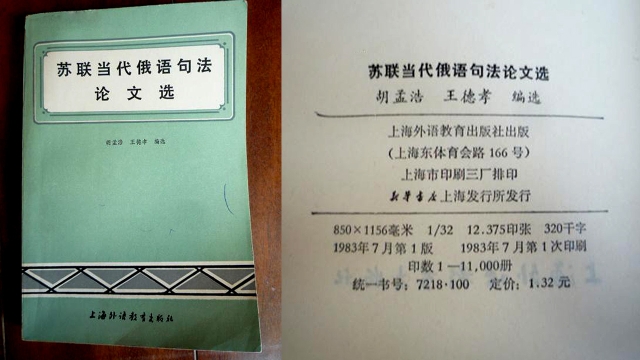 苏联当代俄语句法
论文选
胡孟浩 王德孝 编选
上海外语教育出版社
苏联当代俄语句法论文选
胡孟浩 王德孝 编选
上海外语教育出版社出版
（上海东体育会路 166 号）
上海市印刷三厂排印
新华书店上海发行所发行
850×1156毫米 1/32 12.375印张 320千字
1983年7月第1版 1983年7月第1次印刷
印数 1—11,000册
统一书号：7218·100 定价：1.32 元